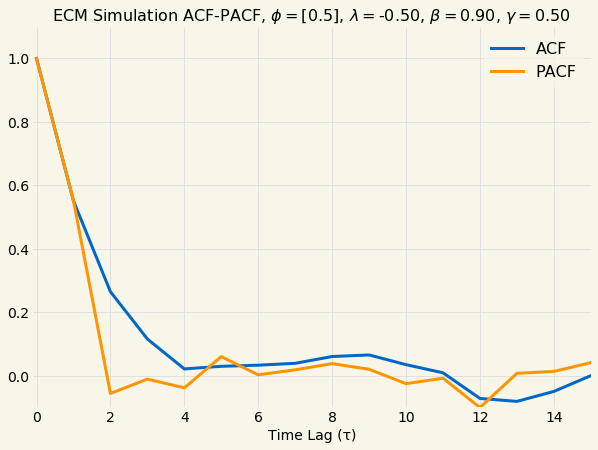 ECM Simulation ACF-PACF, ϕ = [0.5], λ = -0.50, β = 0.90, γ = 0.50
ACF
PACF
1.0
0.8
0.6
0.4
0.2
0.0
0 2 4 6 8 10 12 14
Time Lag (τ)